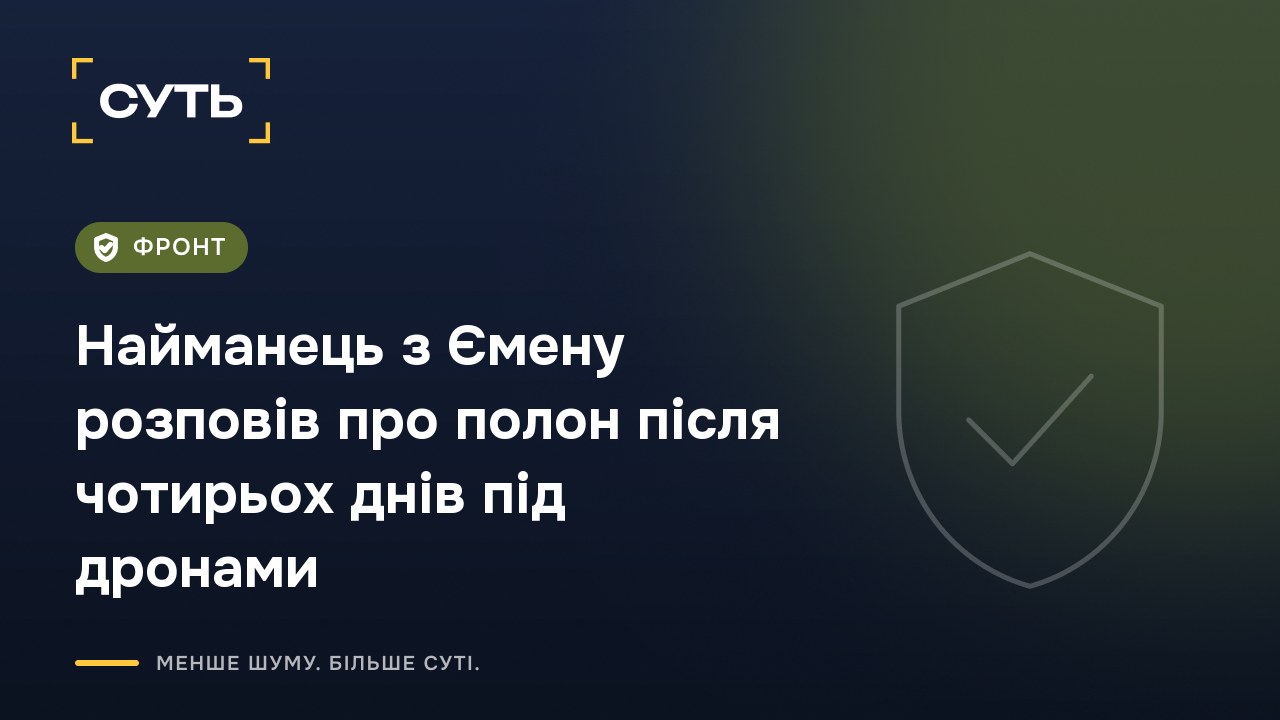 СУТЬ
ФРОНТ
Найманець з Ємену
розповів про полон після
чотирьох днів під
дронами
МЕНШЕ ШУМУ. БІЛЬШЕ СУТІ.